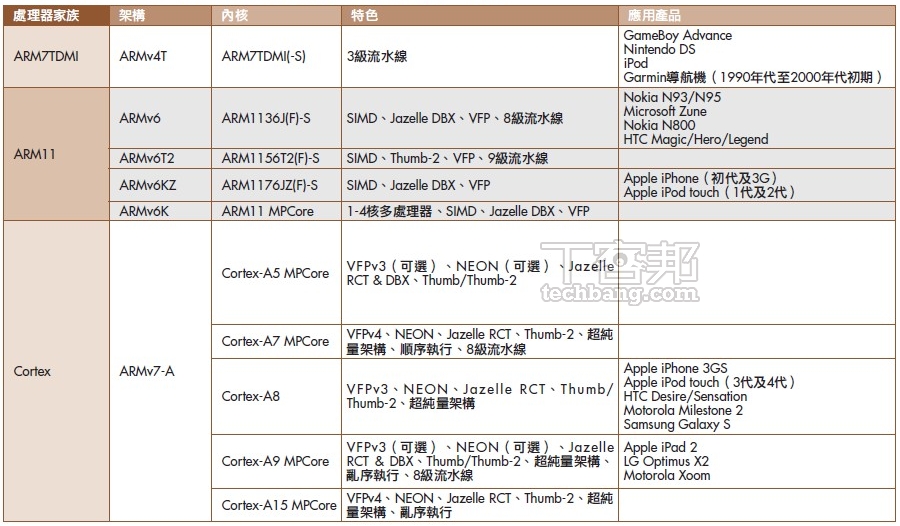 處理器家族 架構 內核 特色 應用產品
ARM7TDMI ARMv4T ARM7TDMI(-S) 3級流水線
GameBoy Advance
Nintendo DS
iPod
Garmin導航機（1990年代至2000年代初期）
ARM11
ARMv6 ARM1136J(F)-S SIMD、Jazelle DBX、VFP、8級流水線
Nokia N93/N95
Microsoft Zune
Nokia N800
HTC Magic/Hero/Legend
ARMv6T2 ARM1156T2(F)-S SIMD、Thumb-2、VFP、9級流水線
ARMv6KZ ARM1176JZ(F)-S SIMD、Jazelle DBX、VFP
Apple iPhone（初代及3G）
Apple iPod touch（1代及2代）
ARMv6K ARM11 MPCore 1-4核多處理器、SIMD、Jazelle DBX、VFP
Cortex ARMv7-A
Cortex-A5 MPCore
VFPv3（可選）、NEON（可選）、Jazelle
RCT & DBX、Thumb/Thumb-2
T客邦
techbang.com
Cortex-A7 MPCore
VFPv4、NEON、Jazelle RCT、Thumb-2、超純
量架構、順序執行、8級流水線
Cortex-A8
VFPv3、NEON、Jazelle RCT、Thumb/
Thumb-2、超純量架構
Apple iPhone 3GS
Apple iPod touch（3代及4代）
HTC Desire/Sensation
Motorola Milestone 2
Samsung Galaxy S
Cortex-A9 MPCore
VFPv3（可選）、NEON（可選）、Jazelle
RCT & DBX、Thumb/Thumb-2、超純量架構、
亂序執行、8級流水線
Apple iPad 2
LG Optimus X2
Motorola Xoom
Cortex-A15 MPCore
VFPv4、NEON、Jazelle RCT、Thumb-2、超純
量架構、亂序執行